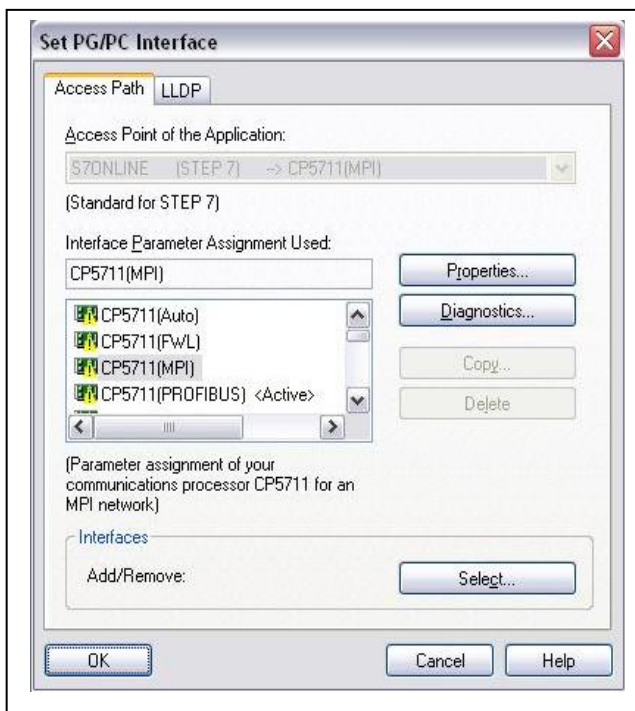 Set PG/PC Interface
Access Path LLDP
Access Point of the Application:
S7ONLINE (STEP 7) --> CP5711(MPI)
(Standard for STEP 7)
Interface Parameter Assignment Used:
CP5711(MPI)
Properties...
CP5711(Auto)
Diagnostics...
CP5711(FWL)
CP5711(MPI)
Copy...
CP5711(PROFIBUS) <Active>
Delete
(Parameter assignment of your
communications processor CP5711 for an
MPI network)
Interfaces
Add/Remove:
Select...
OK
Cancel
Help